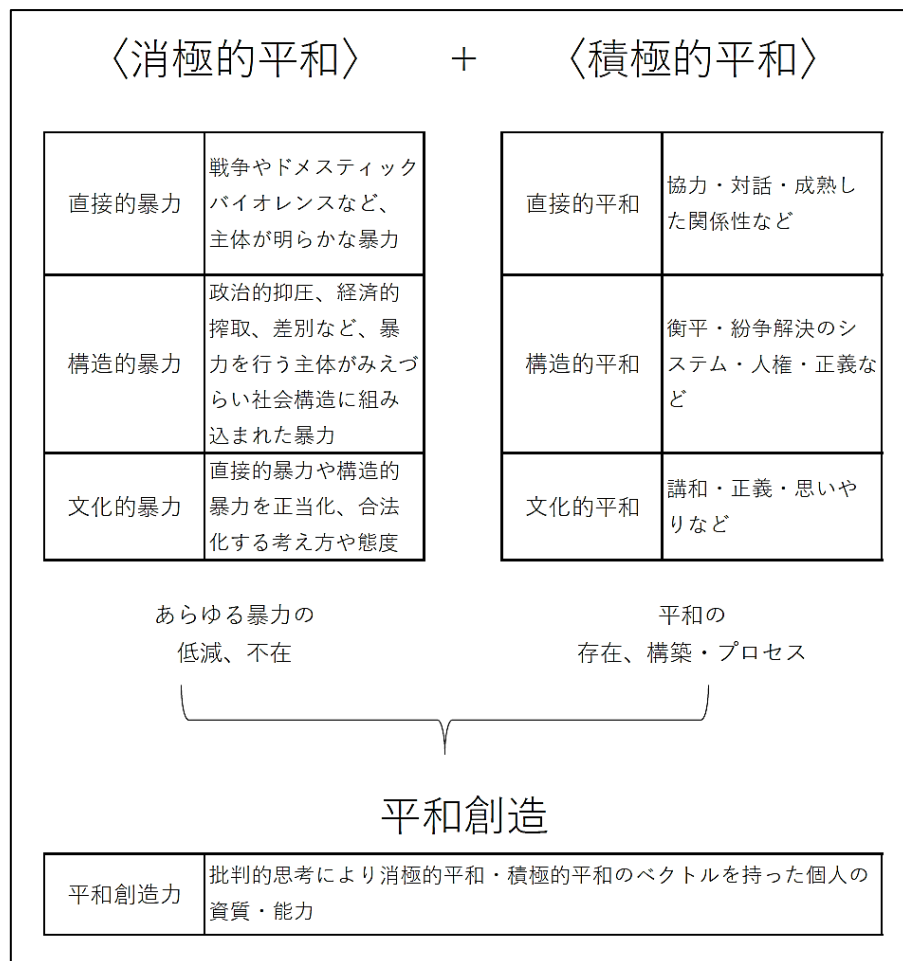 〈消極的平和〉 + 〈積極的平和〉
直接的暴力
戦争やドメスティック
バイオレンスなど、
主体が明らかな暴力
構造的暴力
政治的抑圧、経済的
搾取、差別など、暴
力を行う主体がみえづ
らい社会構造に組み
込まれた暴力
文化的暴力
直接的暴力や構造的
暴力を正当化、合法
化する考え方や態度
直接的平和
協力・対話・成熟し
た関係性など
構造的平和
衡平・紛争解決のシ
ステム・人権・正義な
ど
文化的平和
講和・正義・思いや
りなど
あらゆる暴力の
低減、不在
平和の
存在、構築・プロセス
平和創造
平和創造力
批判的思考により消極的平和・積極的平和のベクトルを持った個人の
資質・能力